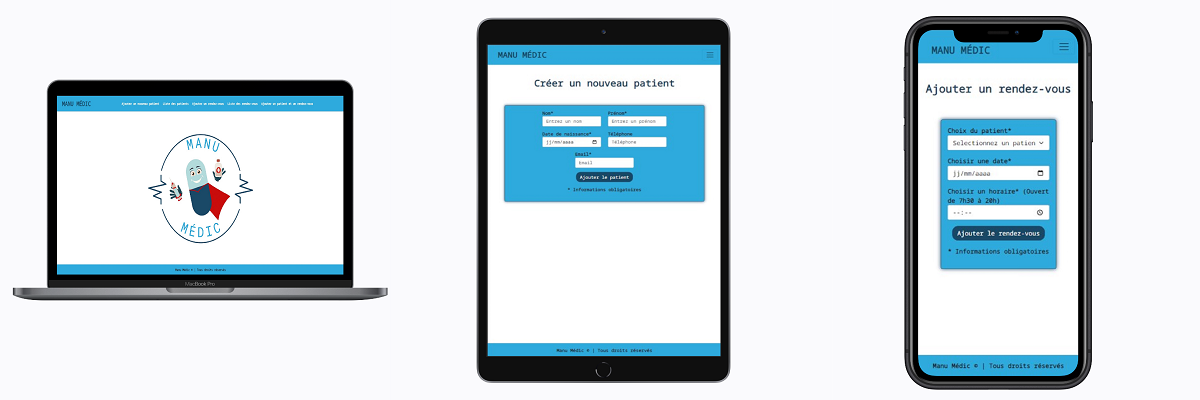 MANU MÉDIC
Ajouter un nouveau patient Liste des patients Ajouter un rendez-vous Liste des rendez-vous Ajouter un patient et un rendez-vous
MANU
MÉDIC
Manu Médic © | Tous droits réservés
MacBook Pro
MANU MÉDIC
Créer un nouveau patient
Nom* Prénom*
Entrez un nom Entrez un prénom
Date de naissance* Téléphone
jj/mm/aaaa Téléphone
Email*
Email
Ajouter le patient
* Informations obligatoires
Manu Médic © | Tous droits réservés
MANU MÉDIC
Ajouter un rendez-vous
Choix du patient*
Selectionnez un patien
Choisir une date*
jj/mm/aaaa
Choisir un horaire* (Ouvert
de 7h30 à 20h)
--:--
Ajouter le rendez-vous
* Informations obligatoires
Manu Médic © | Tous droits réservés